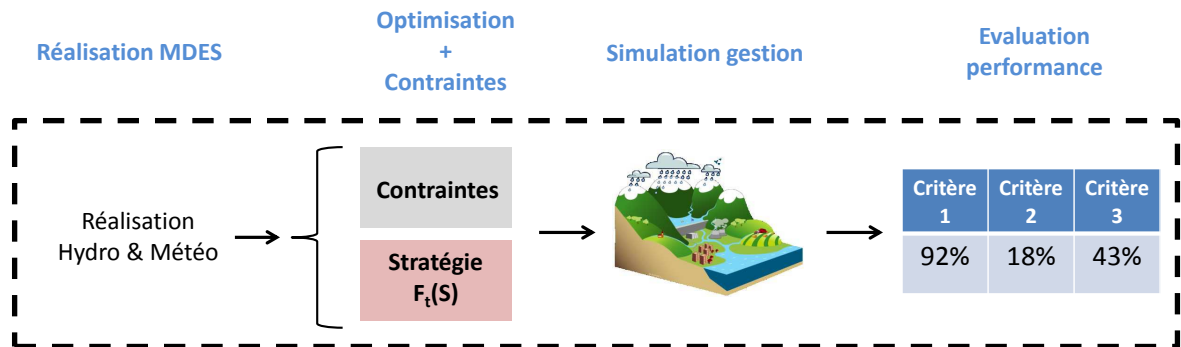 Réalisation MDES
Optimisation
+
Contraintes
Simulation gestion
Evaluation
performance
Réalisation
Hydro & Météo
Contraintes
Stratégie
Ft(S)
Critère
1
Critère
2
Critère
3
92%
18%
43%